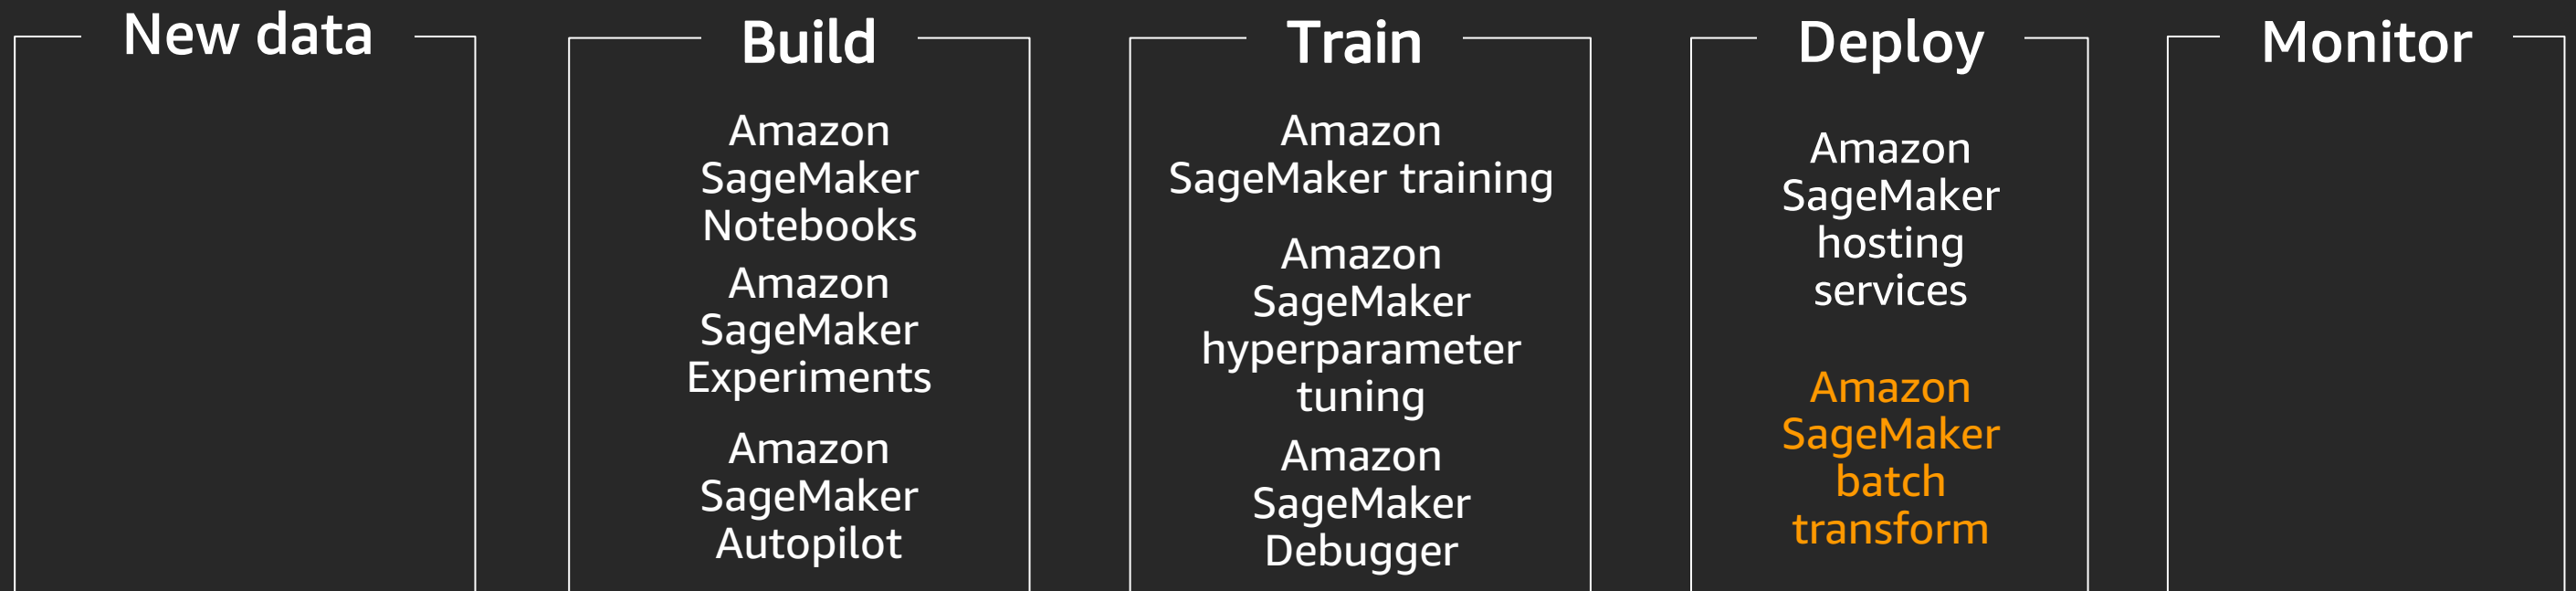 New data
Build
Amazon
SageMaker
Notebooks
Amazon
SageMaker
Experiments
Amazon
SageMaker
Autopilot
Train
Amazon
SageMaker training
Amazon
SageMaker
hyperparameter
tuning
Amazon
SageMaker
Debugger
Deploy
Amazon
SageMaker
hosting
services
Amazon
SageMaker
batch
transform
Monitor